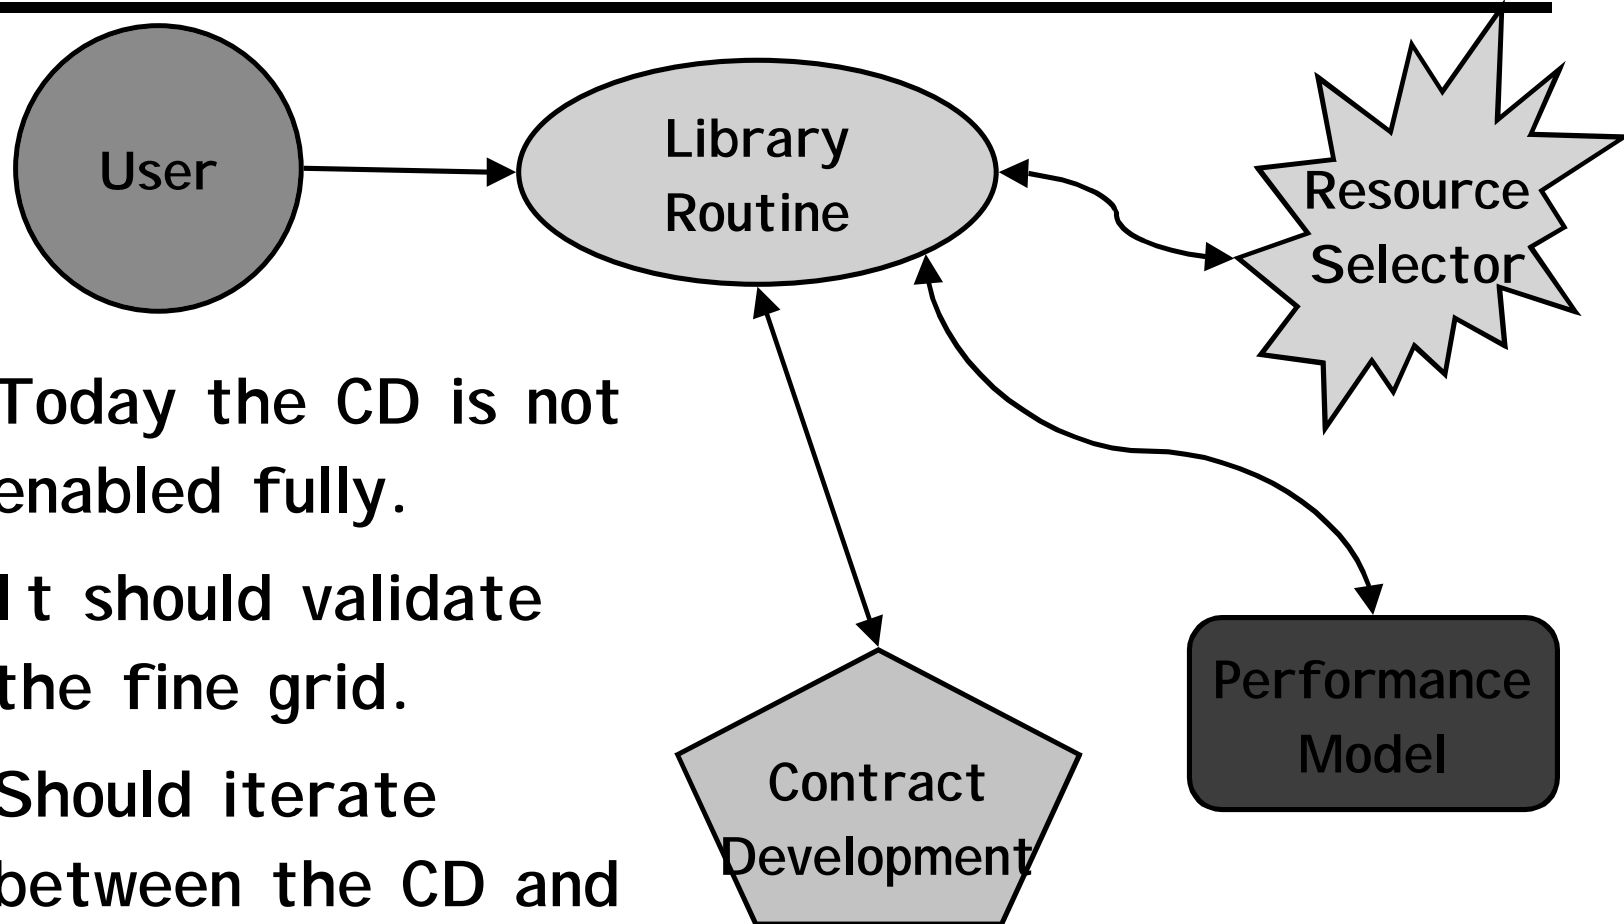 User
Library
Routine
Resource
Selector
Today the CD is not
enabled fully.
It should validate
the fine grid.
Should iterate
between the CD and
Performance
Model
Contract
Development